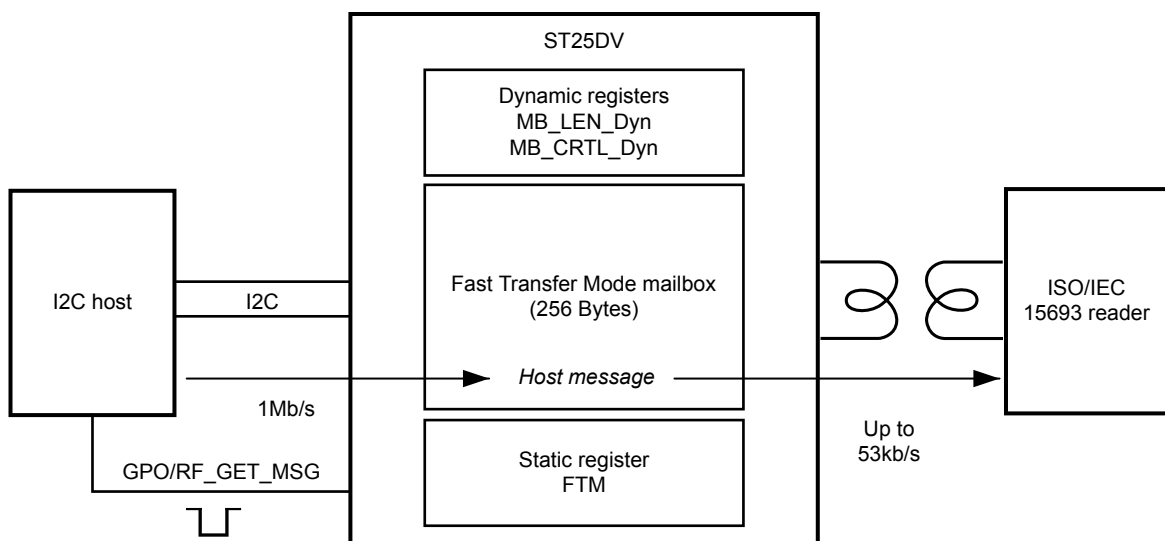 ST25DV
Dynamic registers
MB_LEN_Dyn
MB_CRTL_Dyn
I2C host
I2C
Fast Transfer Mode mailbox
(256 Bytes)
ISO/IEC
15693 reader
Host message
1Mb/s
Up to
53kb/s
GPO/RF_GET_MSG
Static register
FTM